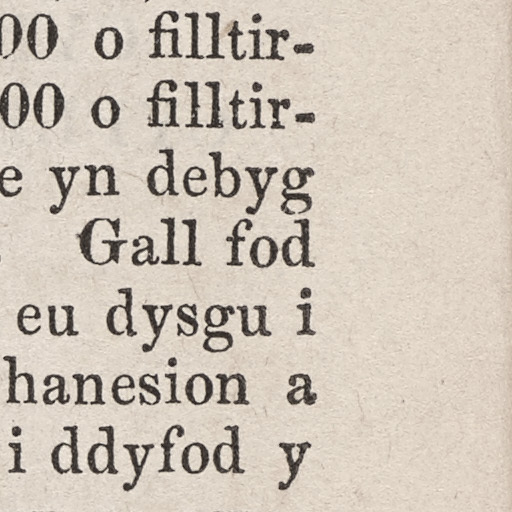 00 o filltir-
00 o filltir-
e yn debyg
Gall fod
eu dysgu i
hanesion a
i ddyfod y